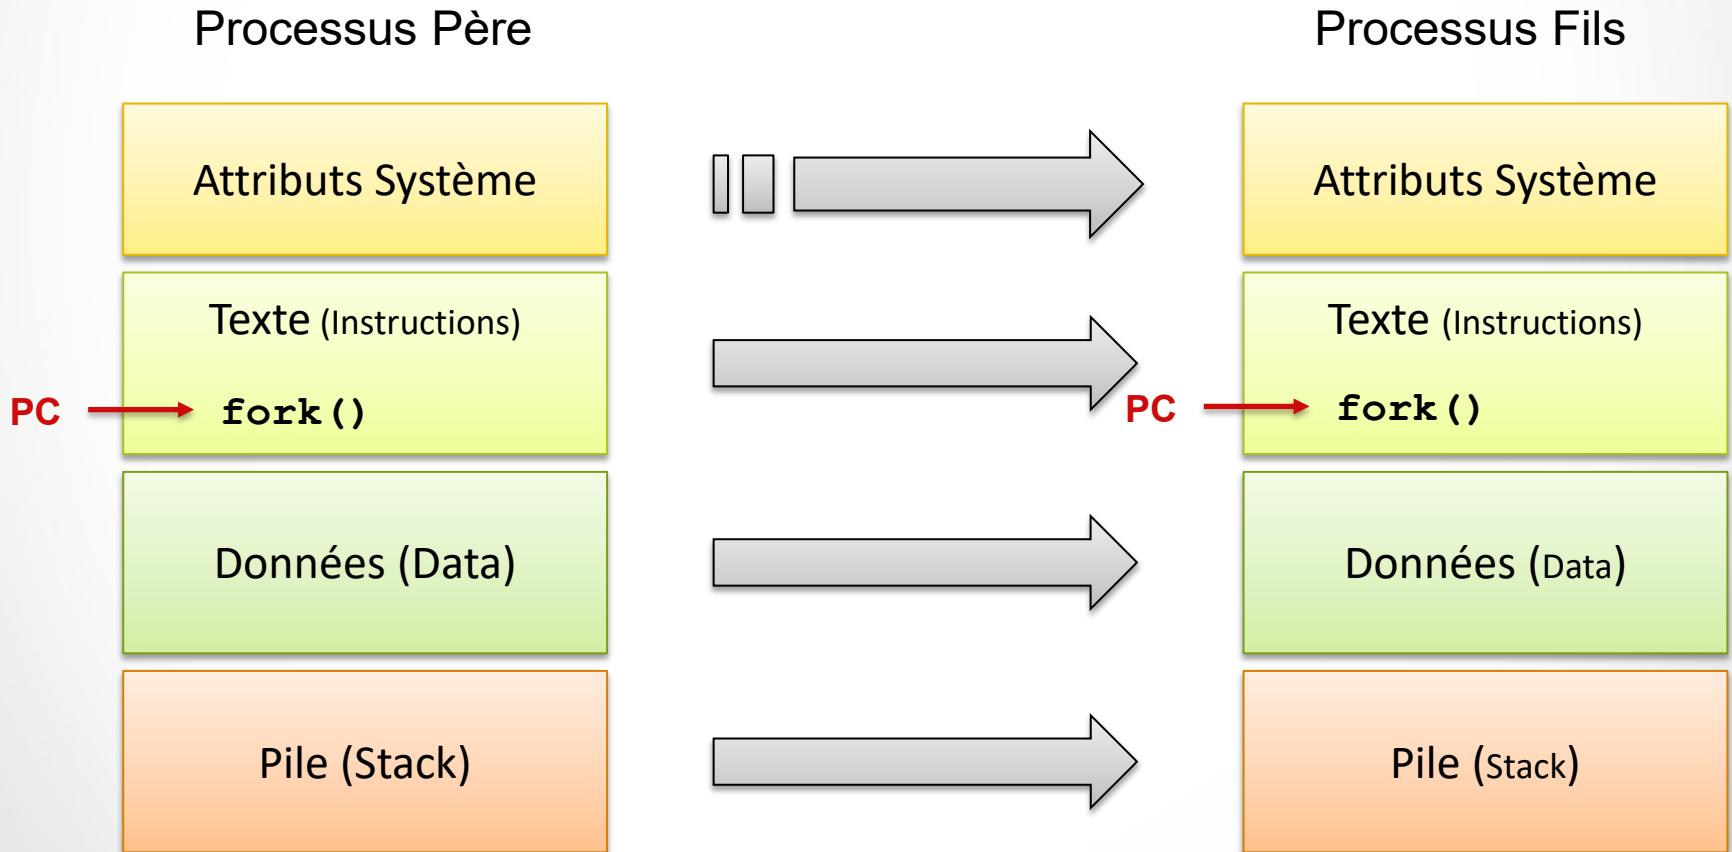 Processus Père
Processus Fils
Attributs Système
Attributs Système
Texte (Instructions)
Texte (Instructions)
PC
fork()
PC
fork()
Données (Data)
Données (Data)
Pile (Stack)
Pile (Stack)